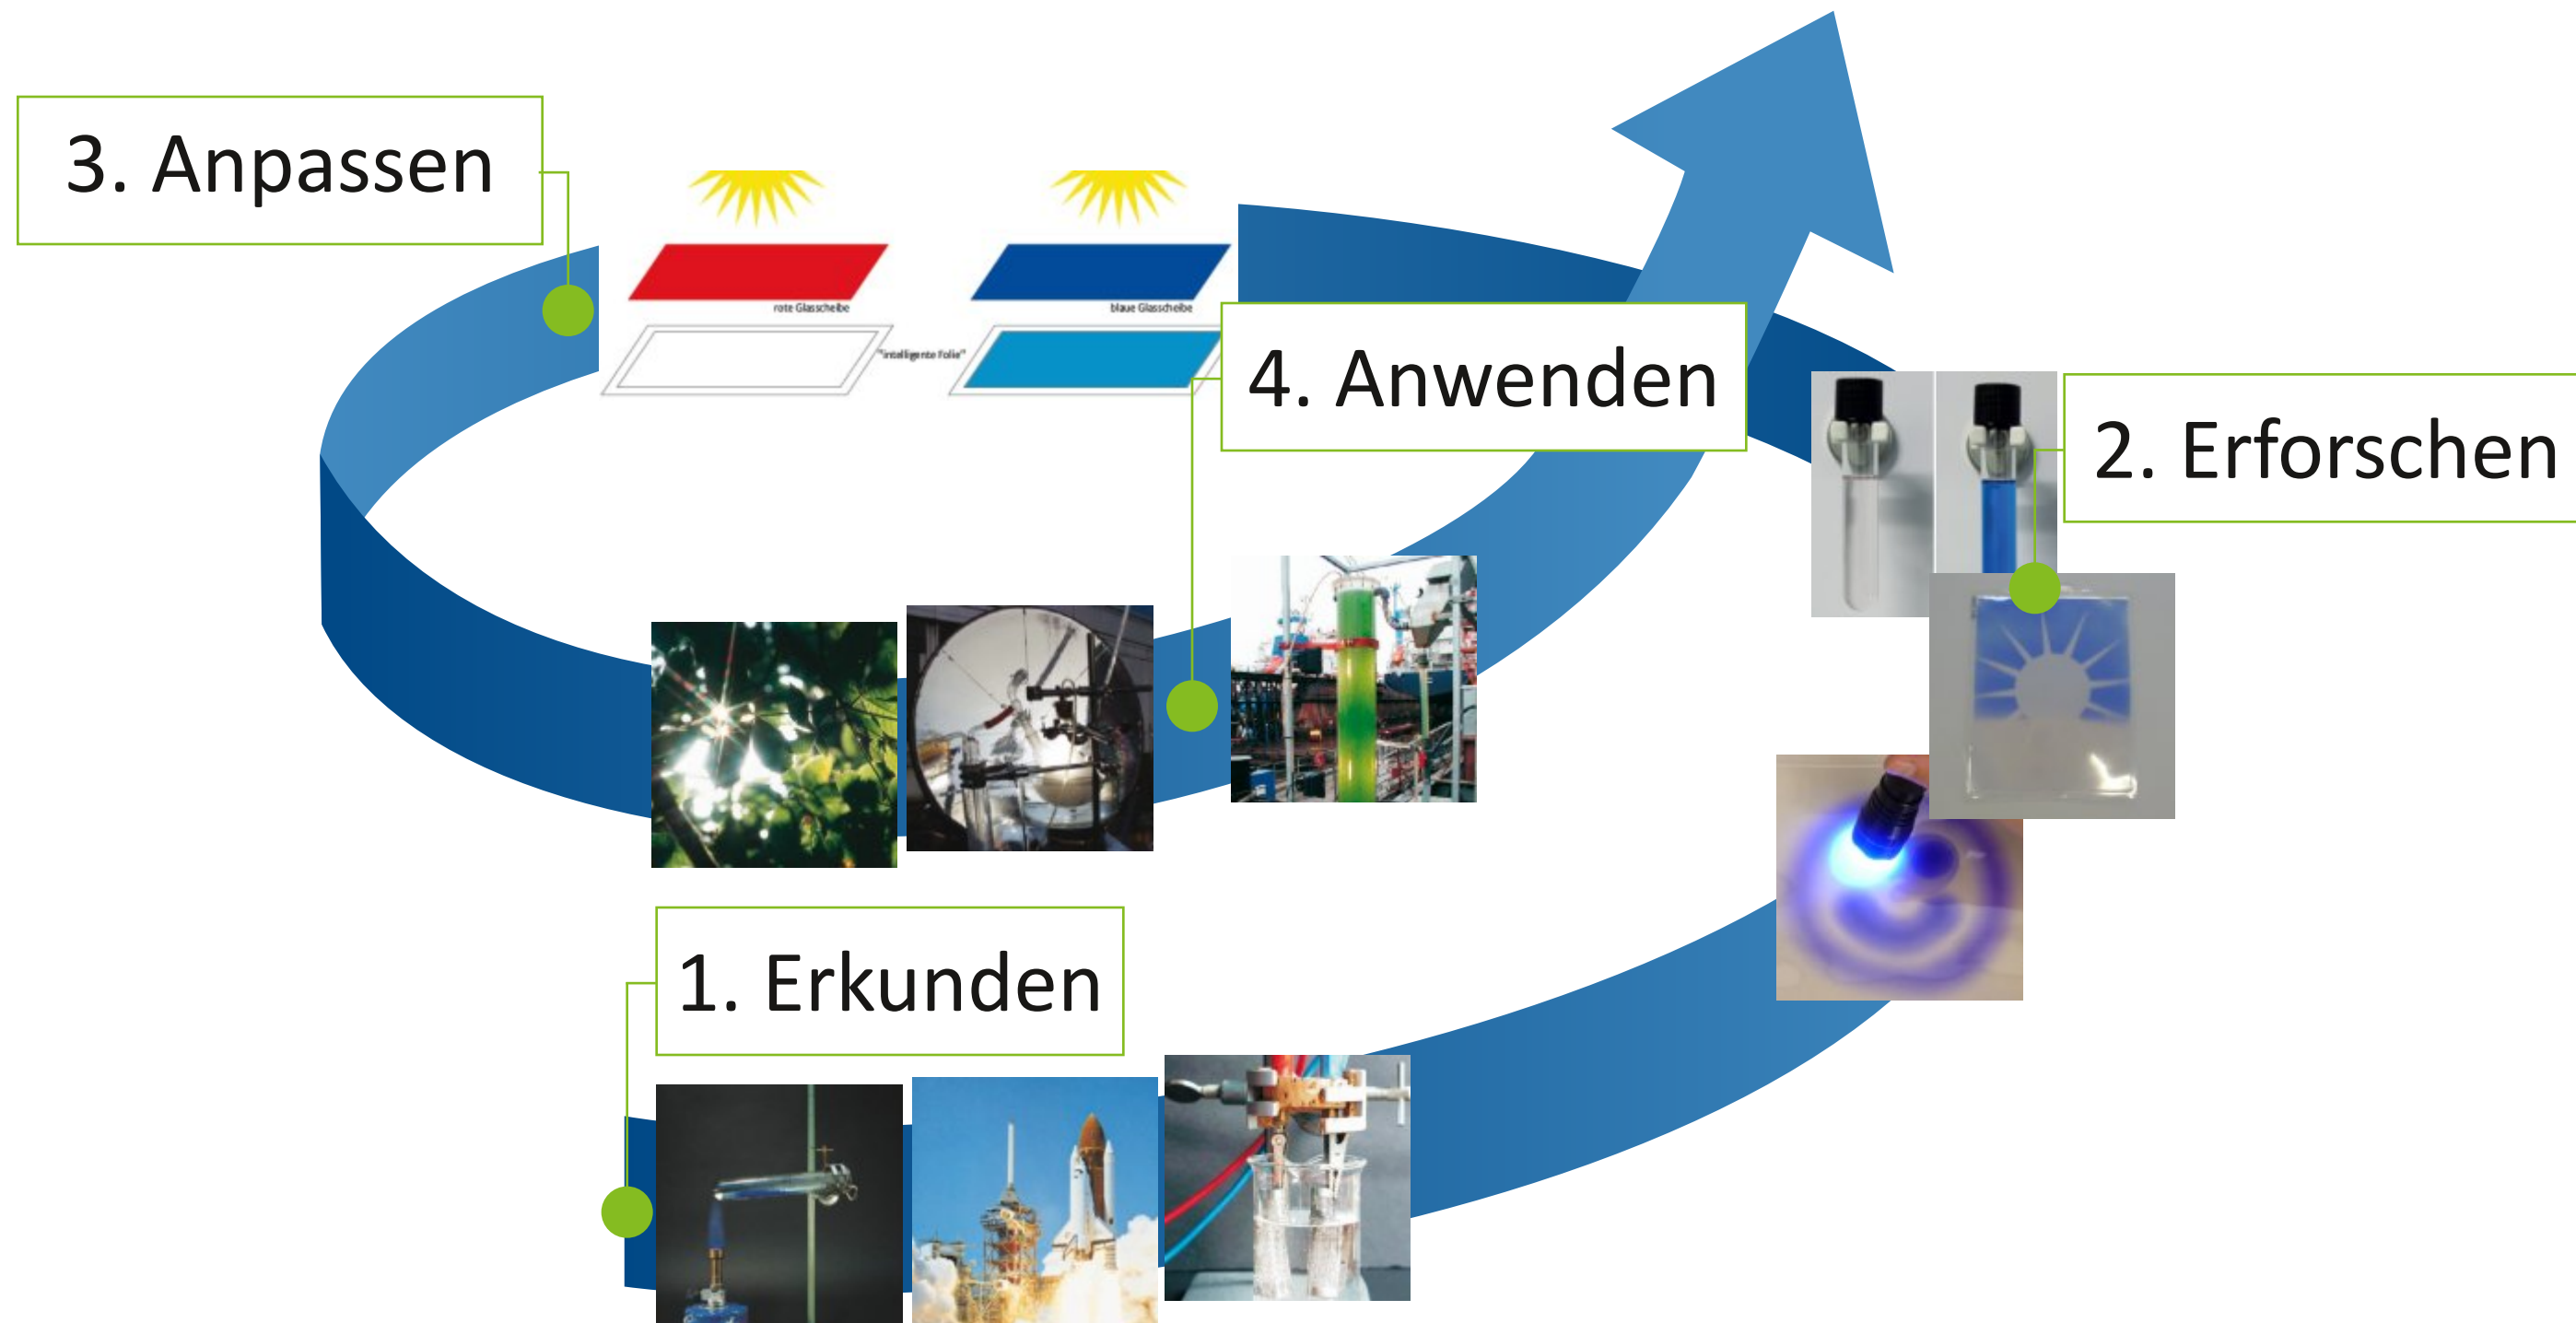 3. Anpassen
rote Glasscheibe
blaue Glasscheibe
"intelligente Folie"
4. Anwenden
2. Erforschen
1. Erkunden